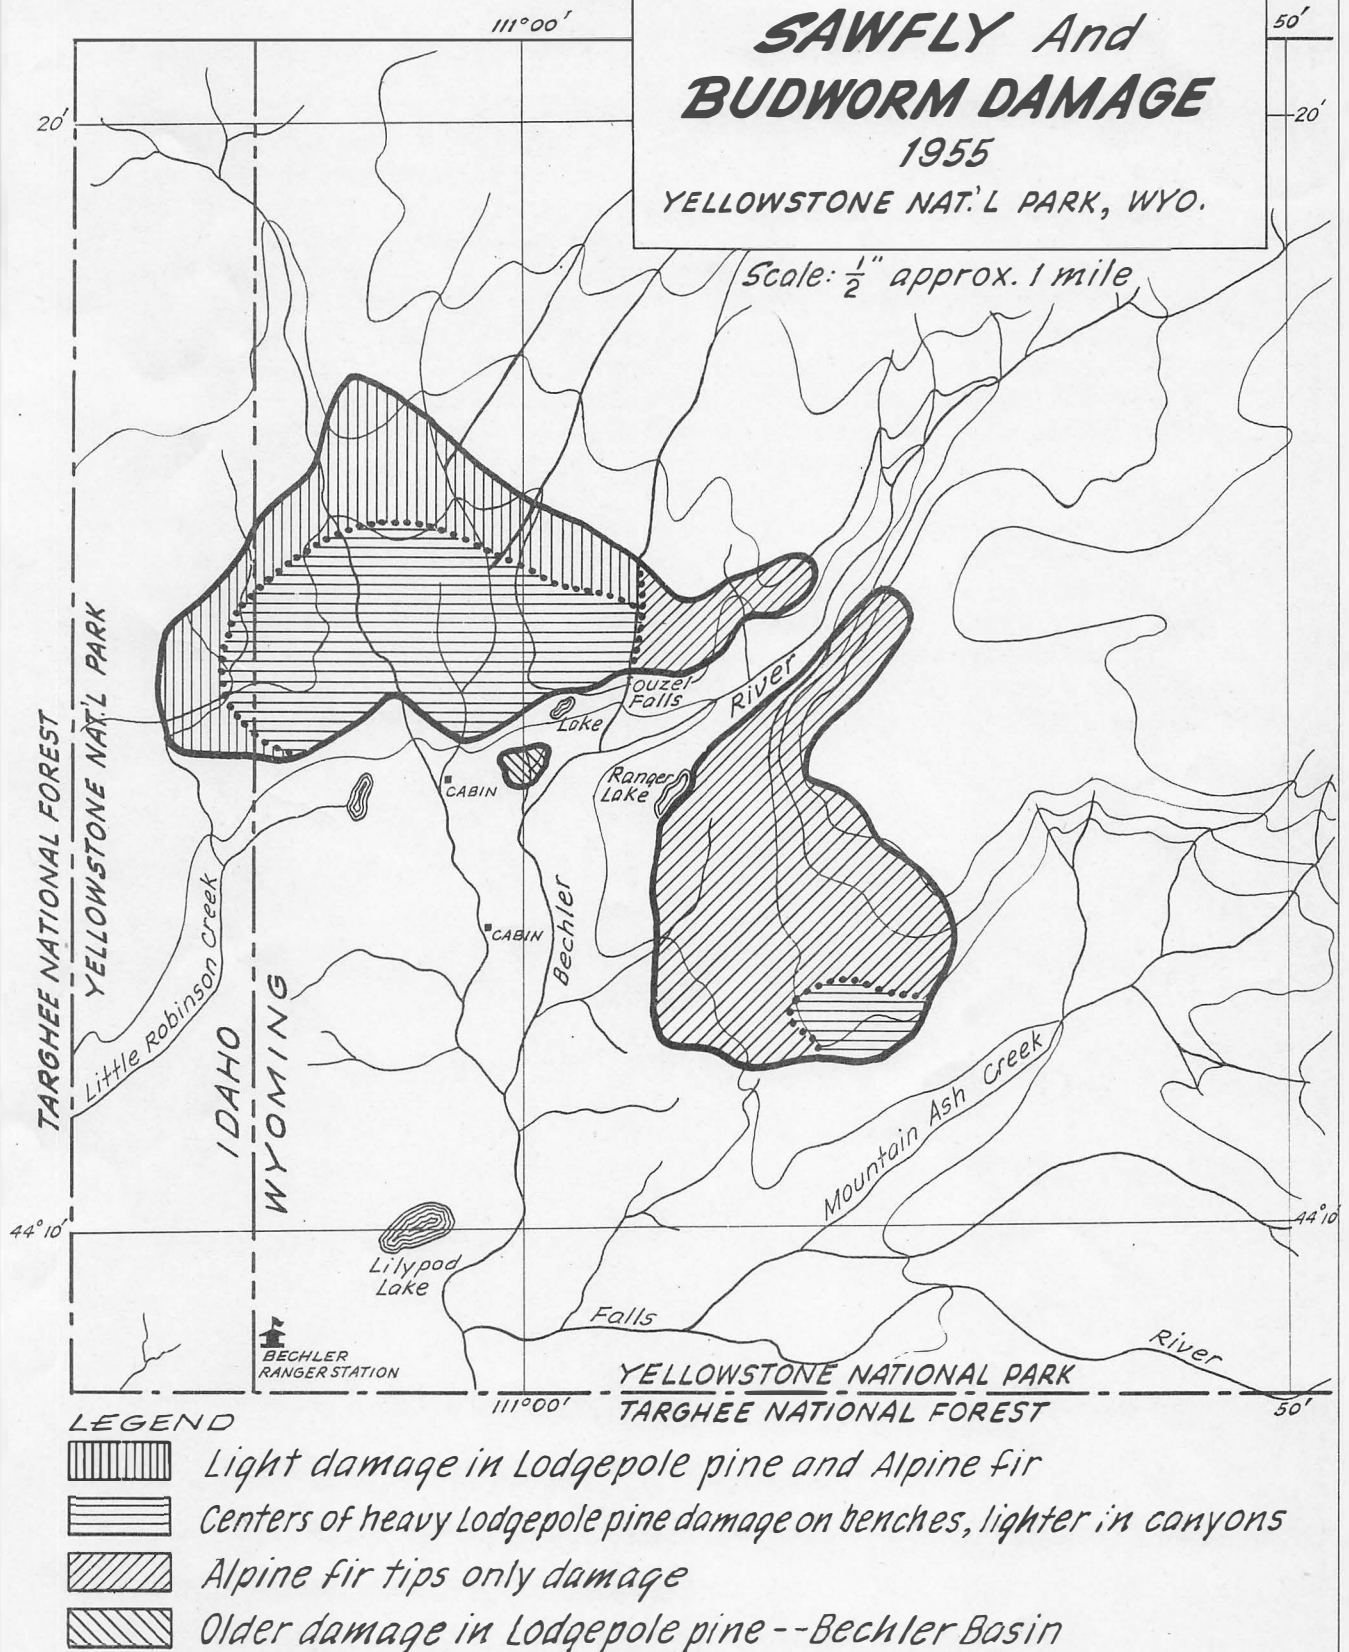 111°00'
50'
SAWFLY And
BUDWORM DAMAGE
1955
YELLOWSTONE NAT.'L PARK, WYO.
20'
20'
Scale: 1/2" approx. 1 mile
TARGHEE NATIONAL FOREST
YELLOWSTONE NAT.'L PARK
Ouzel
Falls
River
Lake
CABIN
Ranger
Lake
CABIN
Bechler
Little Robinson Creek
IDAHO
WYOMING
Mountain Ash Creek
44°10'
44°10'
Lilypad
Lake
Falls
River
BECHLER
RANGER STATION
YELLOWSTONE NATIONAL PARK
111°00'
TARGHEE NATIONAL FOREST
50'
LEGEND
Light damage in Lodgepole pine and Alpine fir
Centers of heavy Lodgepole pine damage on benches, lighter in canyons
Alpine fir tips only damage
Older damage in Lodgepole pine--Bechler Basin